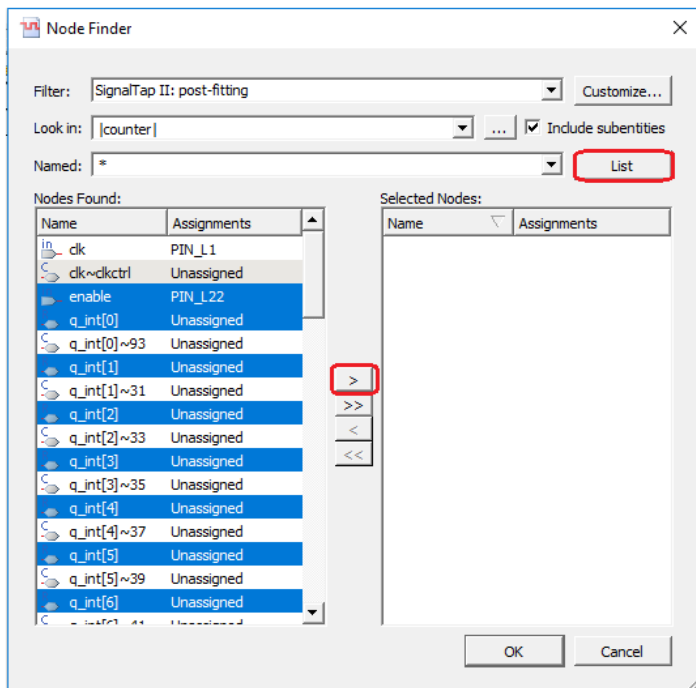 Node Finder
Filter: SignalTap II: post-fitting Customize...
Look in: |counter| ... Include subentities
Named: * List
Nodes Found: Selected Nodes:
Name Assignments Name Assignments
clk PIN_L1
clk~clkctrl Unassigned
enable PIN_L22
q_int[0] Unassigned
q_int[0]~93 Unassigned
q_int[1] Unassigned
>
q_int[1]~31 Unassigned
>>
q_int[2] Unassigned
<
q_int[2]~33 Unassigned
<<
q_int[3] Unassigned
q_int[3]~35 Unassigned
q_int[4] Unassigned
q_int[4]~37 Unassigned
q_int[5] Unassigned
q_int[5]~39 Unassigned
q_int[6] Unassigned
OK Cancel